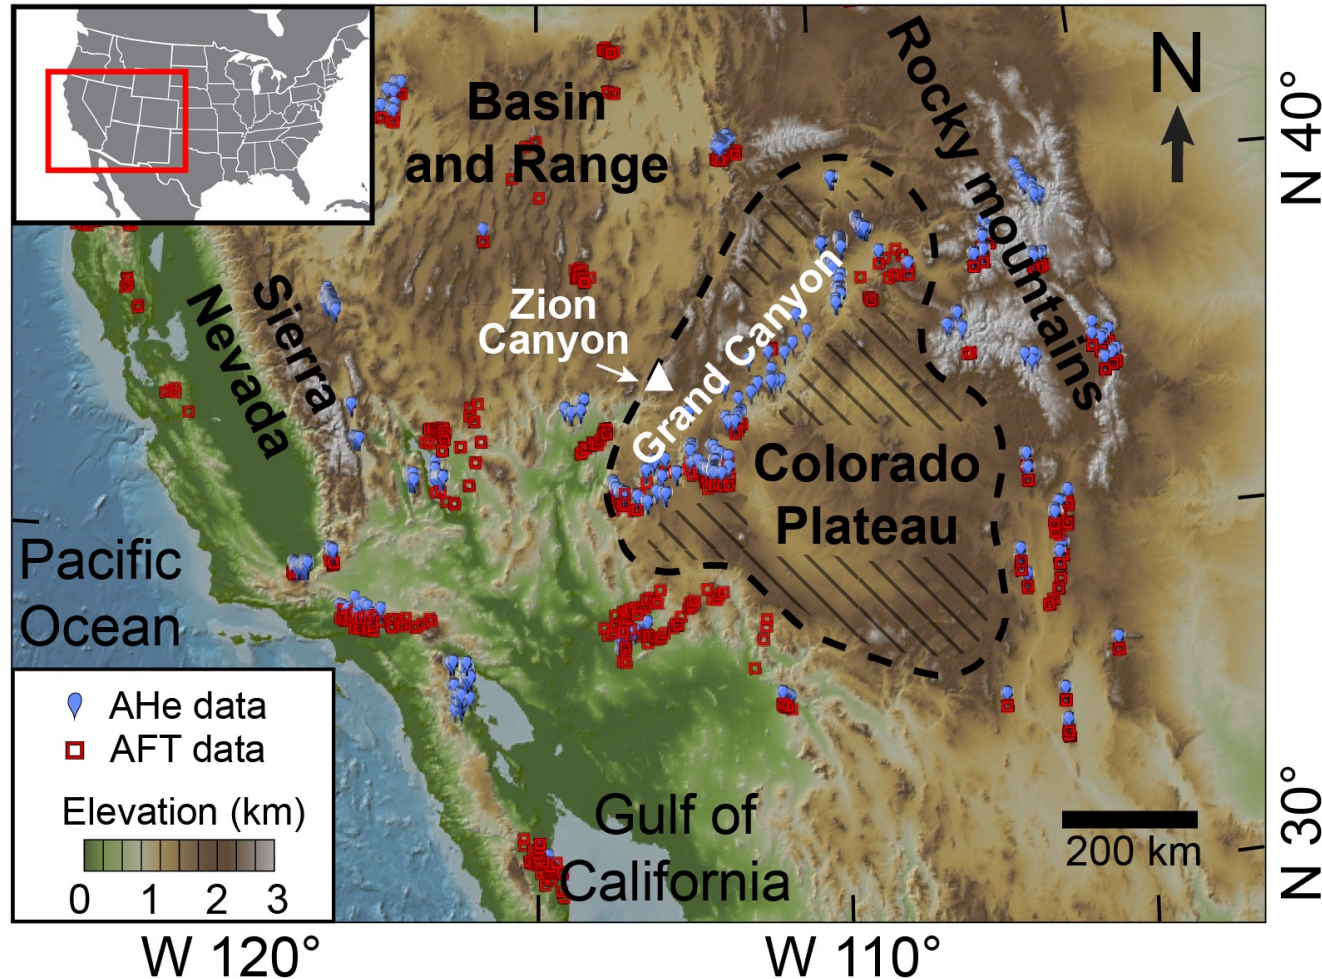 N
N 40°
Basin
and Range
Rocky mountains
Sierra
Nevada
Zion
Canyon
Grand Canyon
Colorado
Plateau
Pacific
Ocean
AHe data
AFT data
Elevation (km)
0 1 2 3
Gulf of
California
200 km
N 30°
W 120°
W 110°